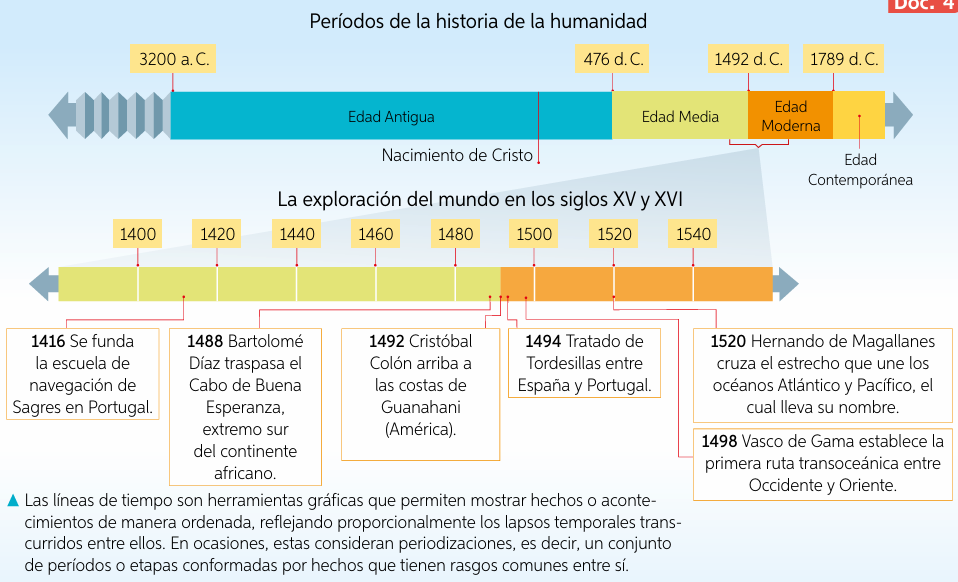 Doc. 4
Períodos de la historia de la humanidad
3200 a. C.
476 d. C.
1492 d. C.
1789 d. C.
Edad Antigua
Edad Media
Edad
Moderna
Nacimiento de Cristo
Edad
Contemporánea
La exploración del mundo en los siglos XV y XVI
1400
1420
1440
1460
1480
1500
1520
1540
1416 Se funda
la escuela de
navegación de
Sagres en Portugal.
1488 Bartolomé
Díaz traspasa el
Cabo de Buena
Esperanza,
extremo sur
del continente
africano.
1492 Cristóbal
Colón arriba a
las costas de
Guanahani
(América).
1494 Tratado de
Tordesillas entre
España y Portugal.
1520 Hernando de Magallanes
cruza el estrecho que une los
océanos Atlántico y Pacífico, el
cual lleva su nombre.
1498 Vasco de Gama establece la
primera ruta transoceánica entre
Occidente y Oriente.
Las líneas de tiempo son herramientas gráficas que permiten mostrar hechos o aconte-
cimientos de manera ordenada, reflejando proporcionalmente los lapsos temporales trans-
curridos entre ellos. En ocasiones, estas consideran periodizaciones, es decir, un conjunto
de períodos o etapas conformadas por hechos que tienen rasgos comunes entre sí.